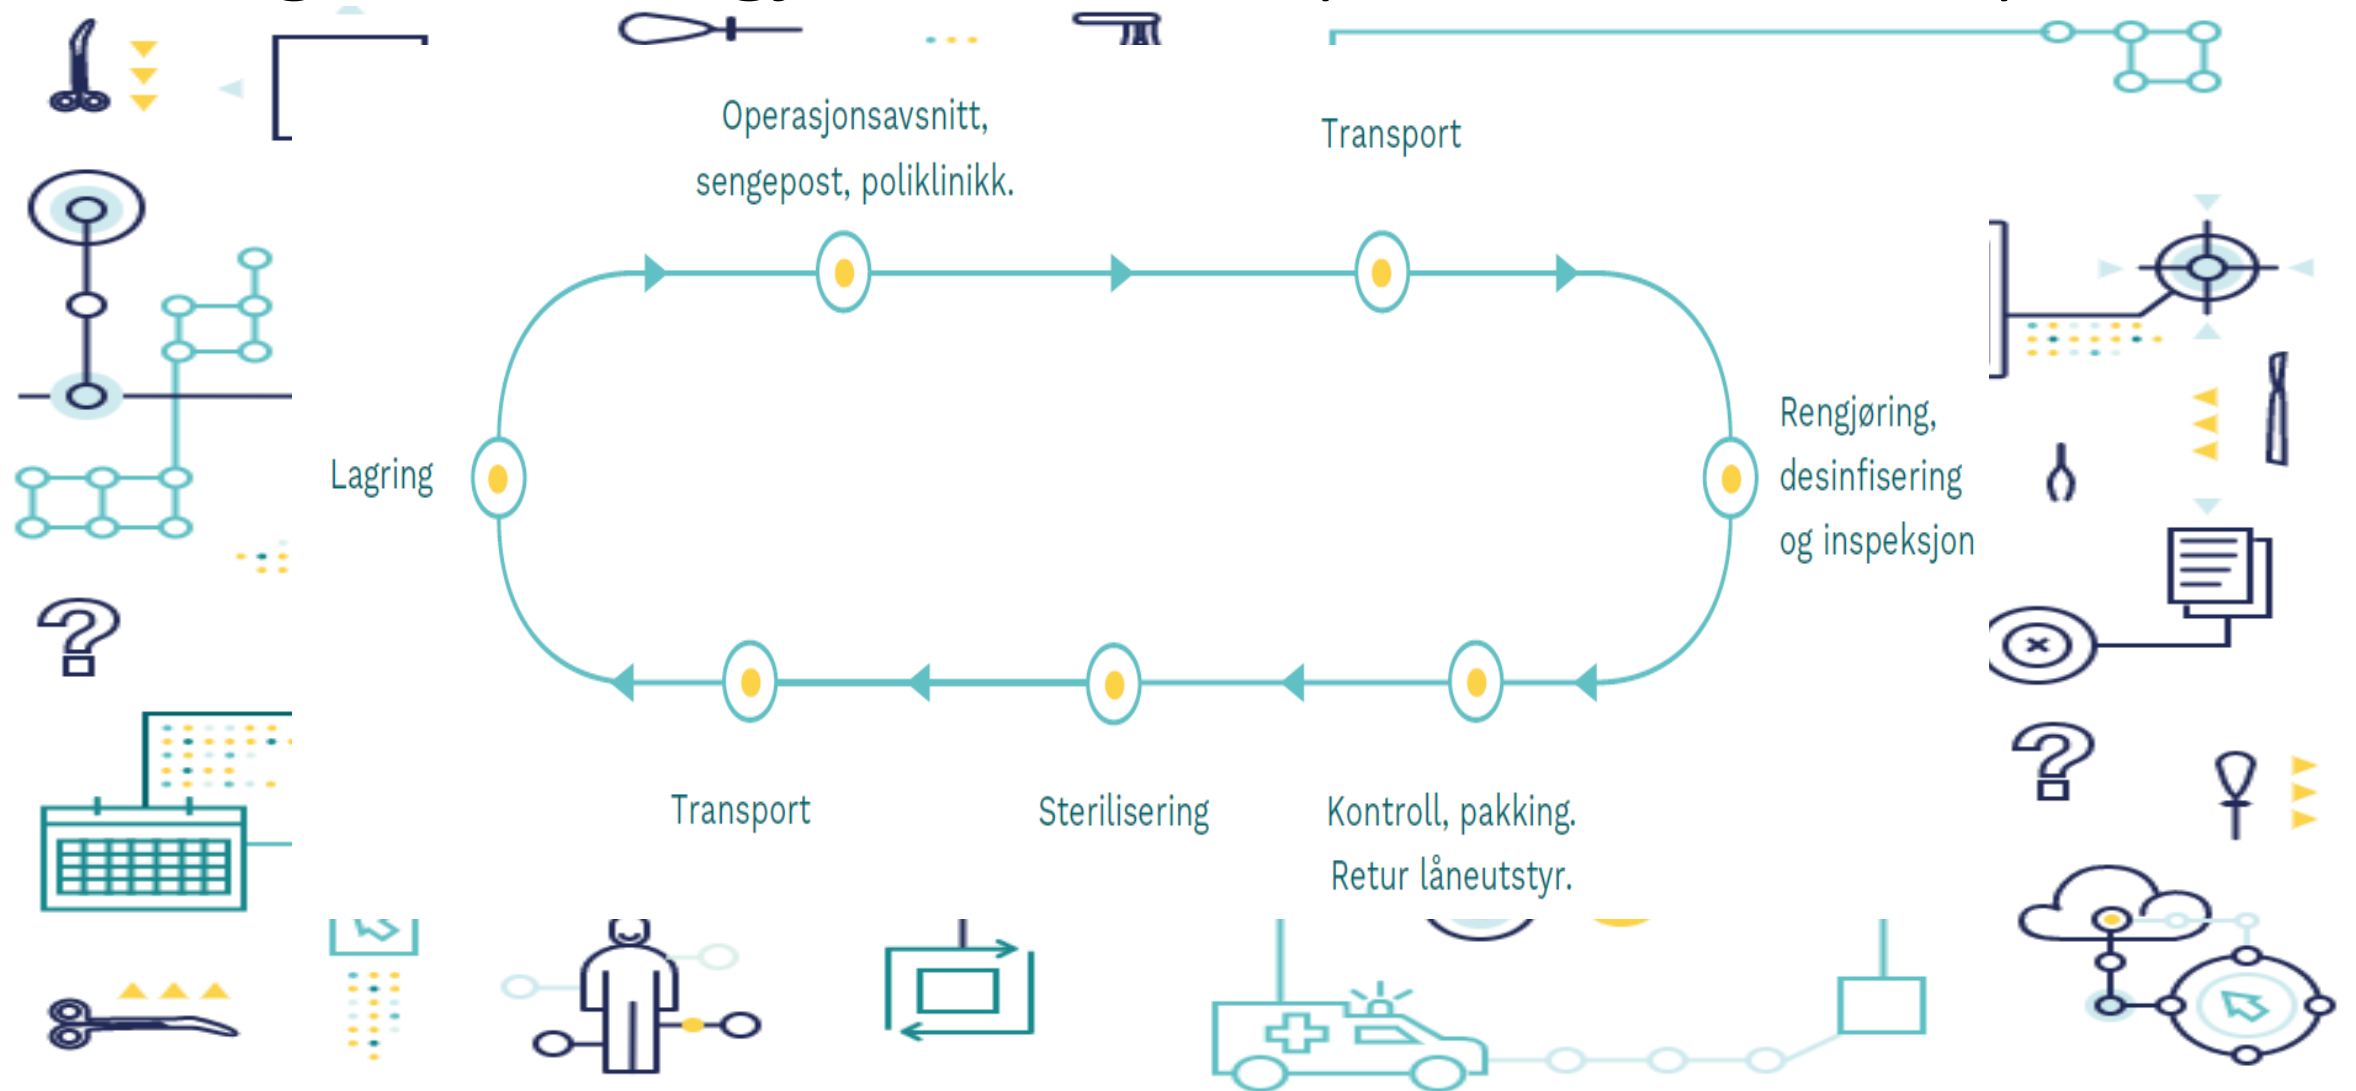 Operasjonsavsnitt,
sengepost, poliklinikk.
Transport
Rengjøring,
desinfisering
og inspeksjon
Lagring
Transport
Sterilisering
Kontroll, pakking.
Retur låneutstyr.